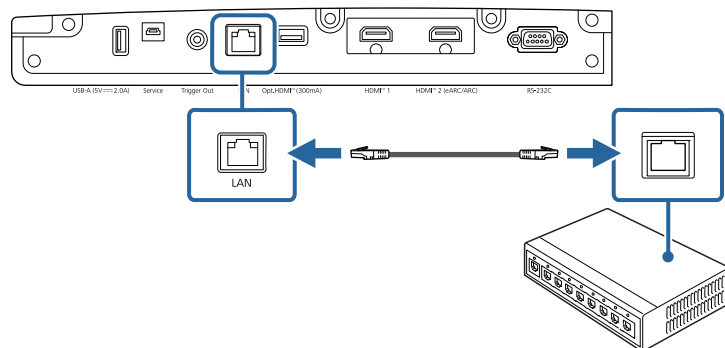 USB-A (5V⎓2.0A) Service Trigger Out Opt.HDMI™ (300mA) HDMI™ 1 HDMI™ 2 (eARC/ARC) RS-232C
LAN